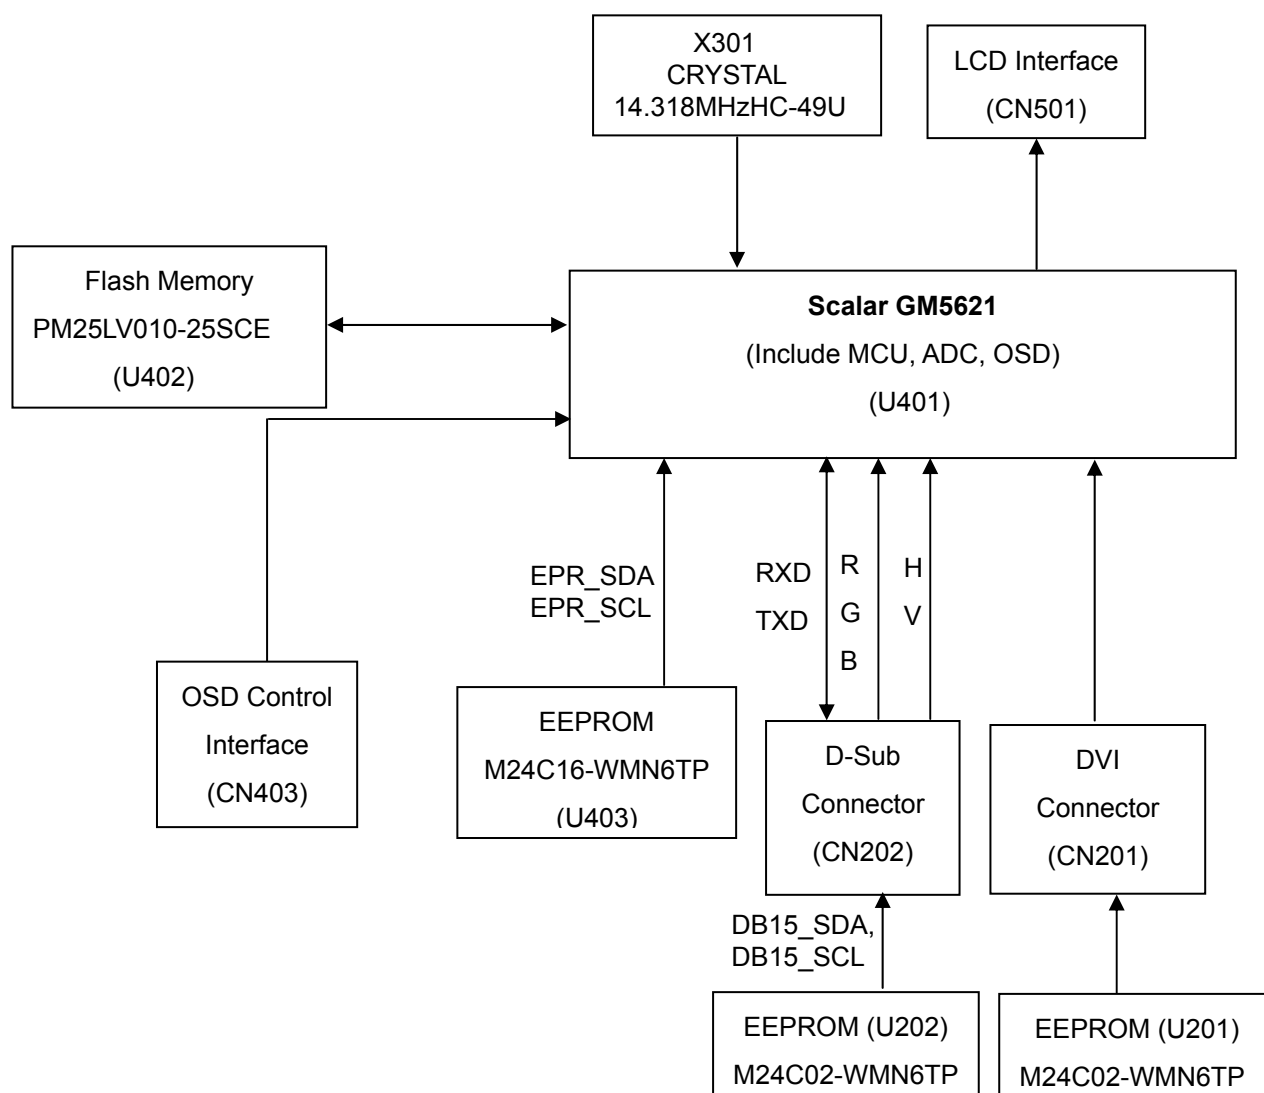 X301
CRYSTAL
14.318MHzHC-49U
LCD Interface
(CN501)
Flash Memory
PM25LV010-25SCE
(U402)
Scalar GM5621
(Include MCU, ADC, OSD)
(U401)
EPR_SDA
EPR_SCL
RXD
TXD
R
G
B
H
V
OSD Control
Interface
(CN403)
EEPROM
M24C16-WMN6TP
(U403)
D-Sub
Connector
(CN202)
DVI
Connector
(CN201)
DB15_SDA,
DB15_SCL
EEPROM (U202)
M24C02-WMN6TP
EEPROM (U201)
M24C02-WMN6TP